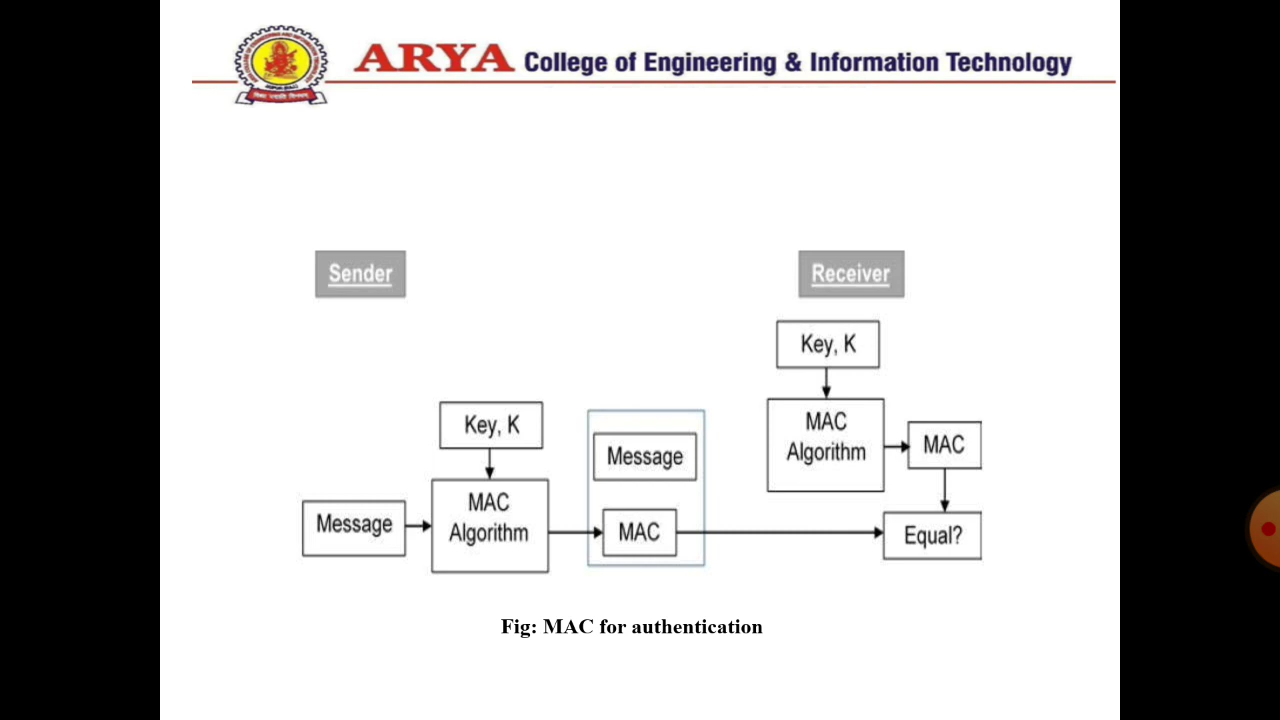 ARYA College of Engineering & Information Technology
Sender
Receiver
Key, K
MAC
Algorithm
MAC
Equal?
Key, K
Message
MAC
Algorithm
Message
MAC
Fig: MAC for authentication